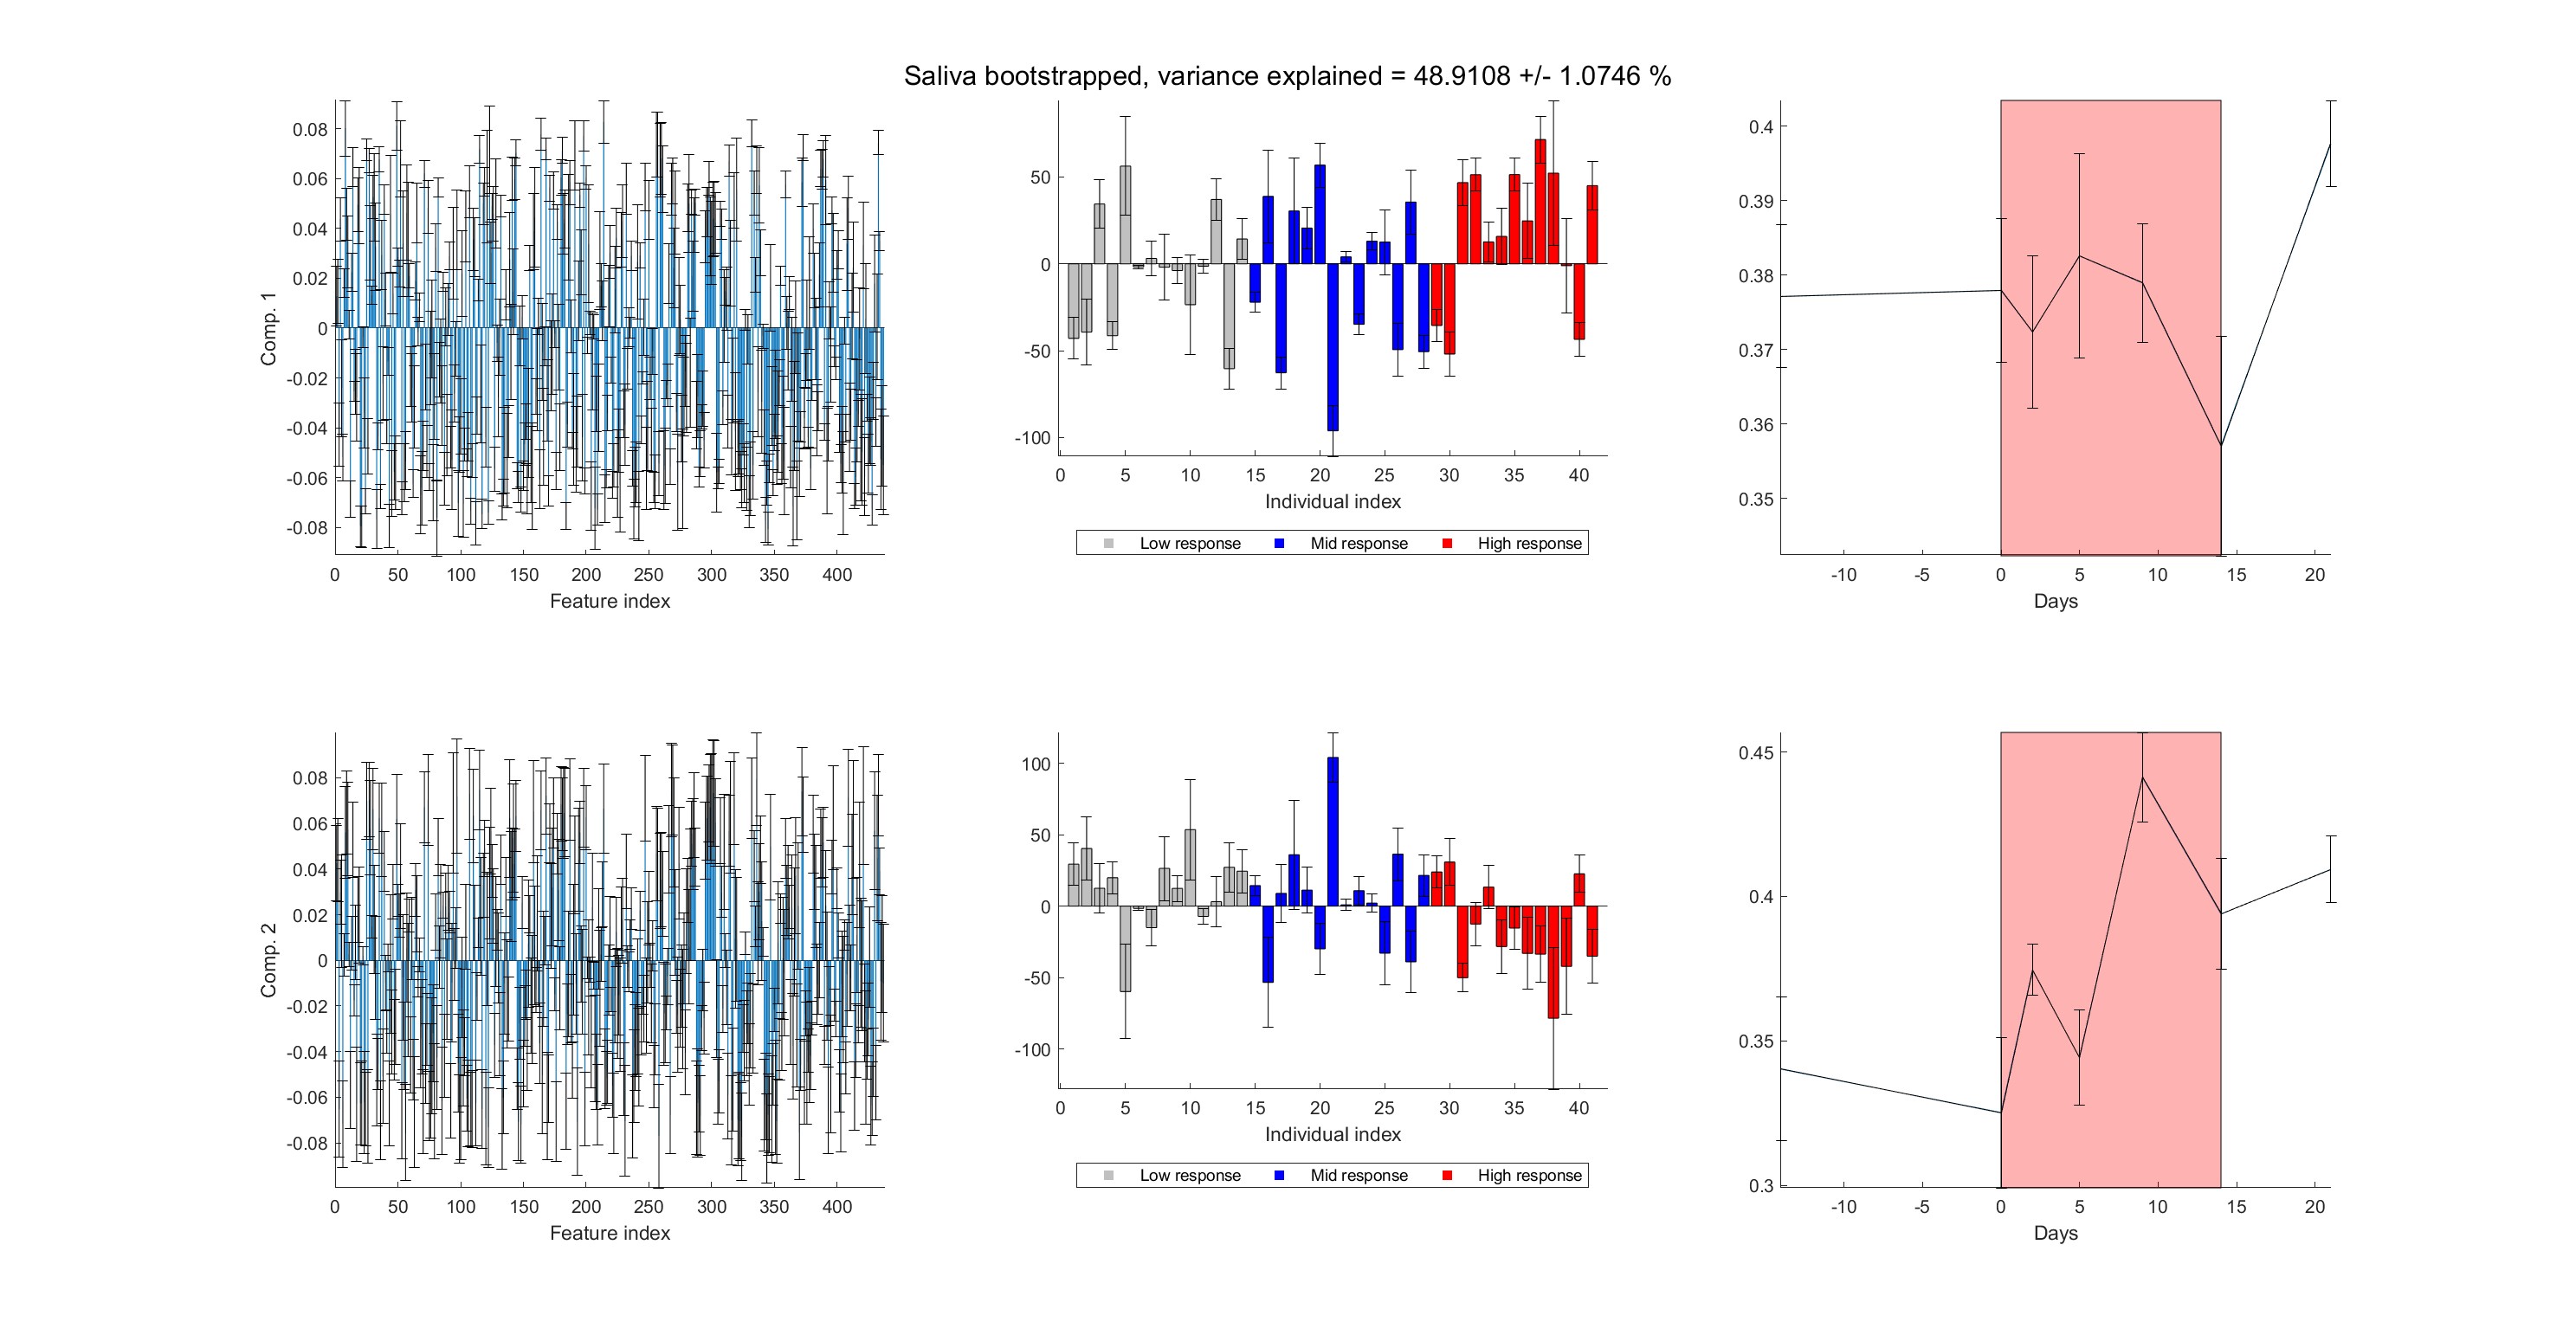 Saliva bootstrapped, variance explained = 48.9108 +/- 1.0746 %
Comp. 1
0.08
0.06
0.04
0.02
0
-0.02
-0.04
-0.06
-0.08
0 50 100 150 200 250 300 350 400
Feature index
50
0
-50
-100
0 5 10 15 20 25 30 35 40
Individual index
Low response Mid response High response
0.4
0.39
0.38
0.37
0.36
0.35
-10 -5 0 5 10 15 20
Days
Comp. 2
0.08
0.06
0.04
0.02
0
-0.02
-0.04
-0.06
-0.08
0 50 100 150 200 250 300 350 400
Feature index
100
50
0
-50
-100
0 5 10 15 20 25 30 35 40
Individual index
Low response Mid response High response
0.45
0.4
0.35
0.3
-10 -5 0 5 10 15 20
Days